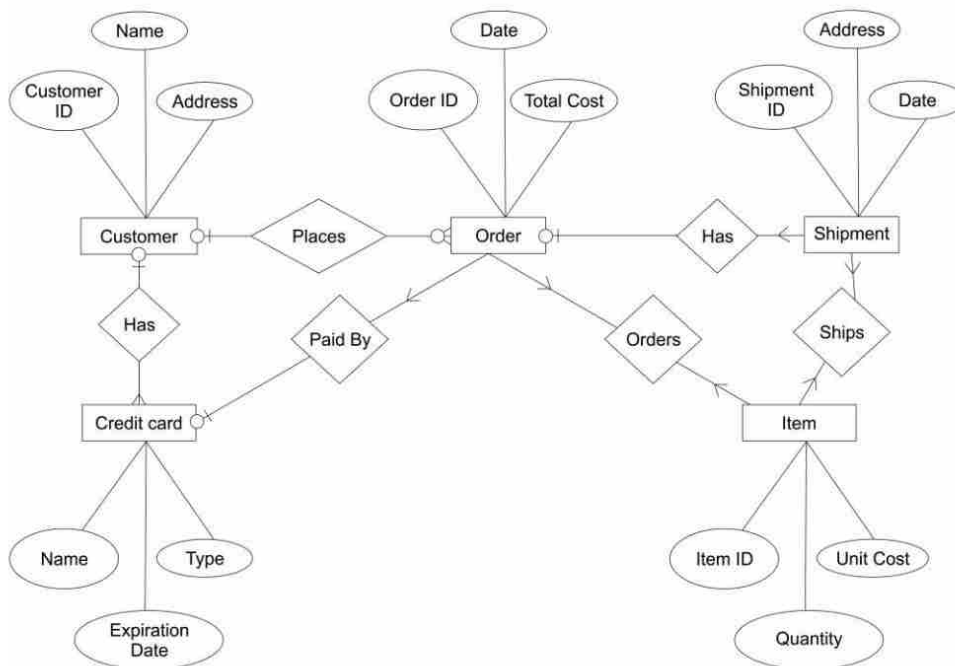 Name
Date
Address
Customer
ID
Address
Order ID
Total Cost
Shipment
ID
Date
Customer
Places
Order
Has
Shipment
Has
Paid By
Orders
Ships
Credit card
Item
Name
Type
Item ID
Unit Cost
Expiration
Date
Quantity